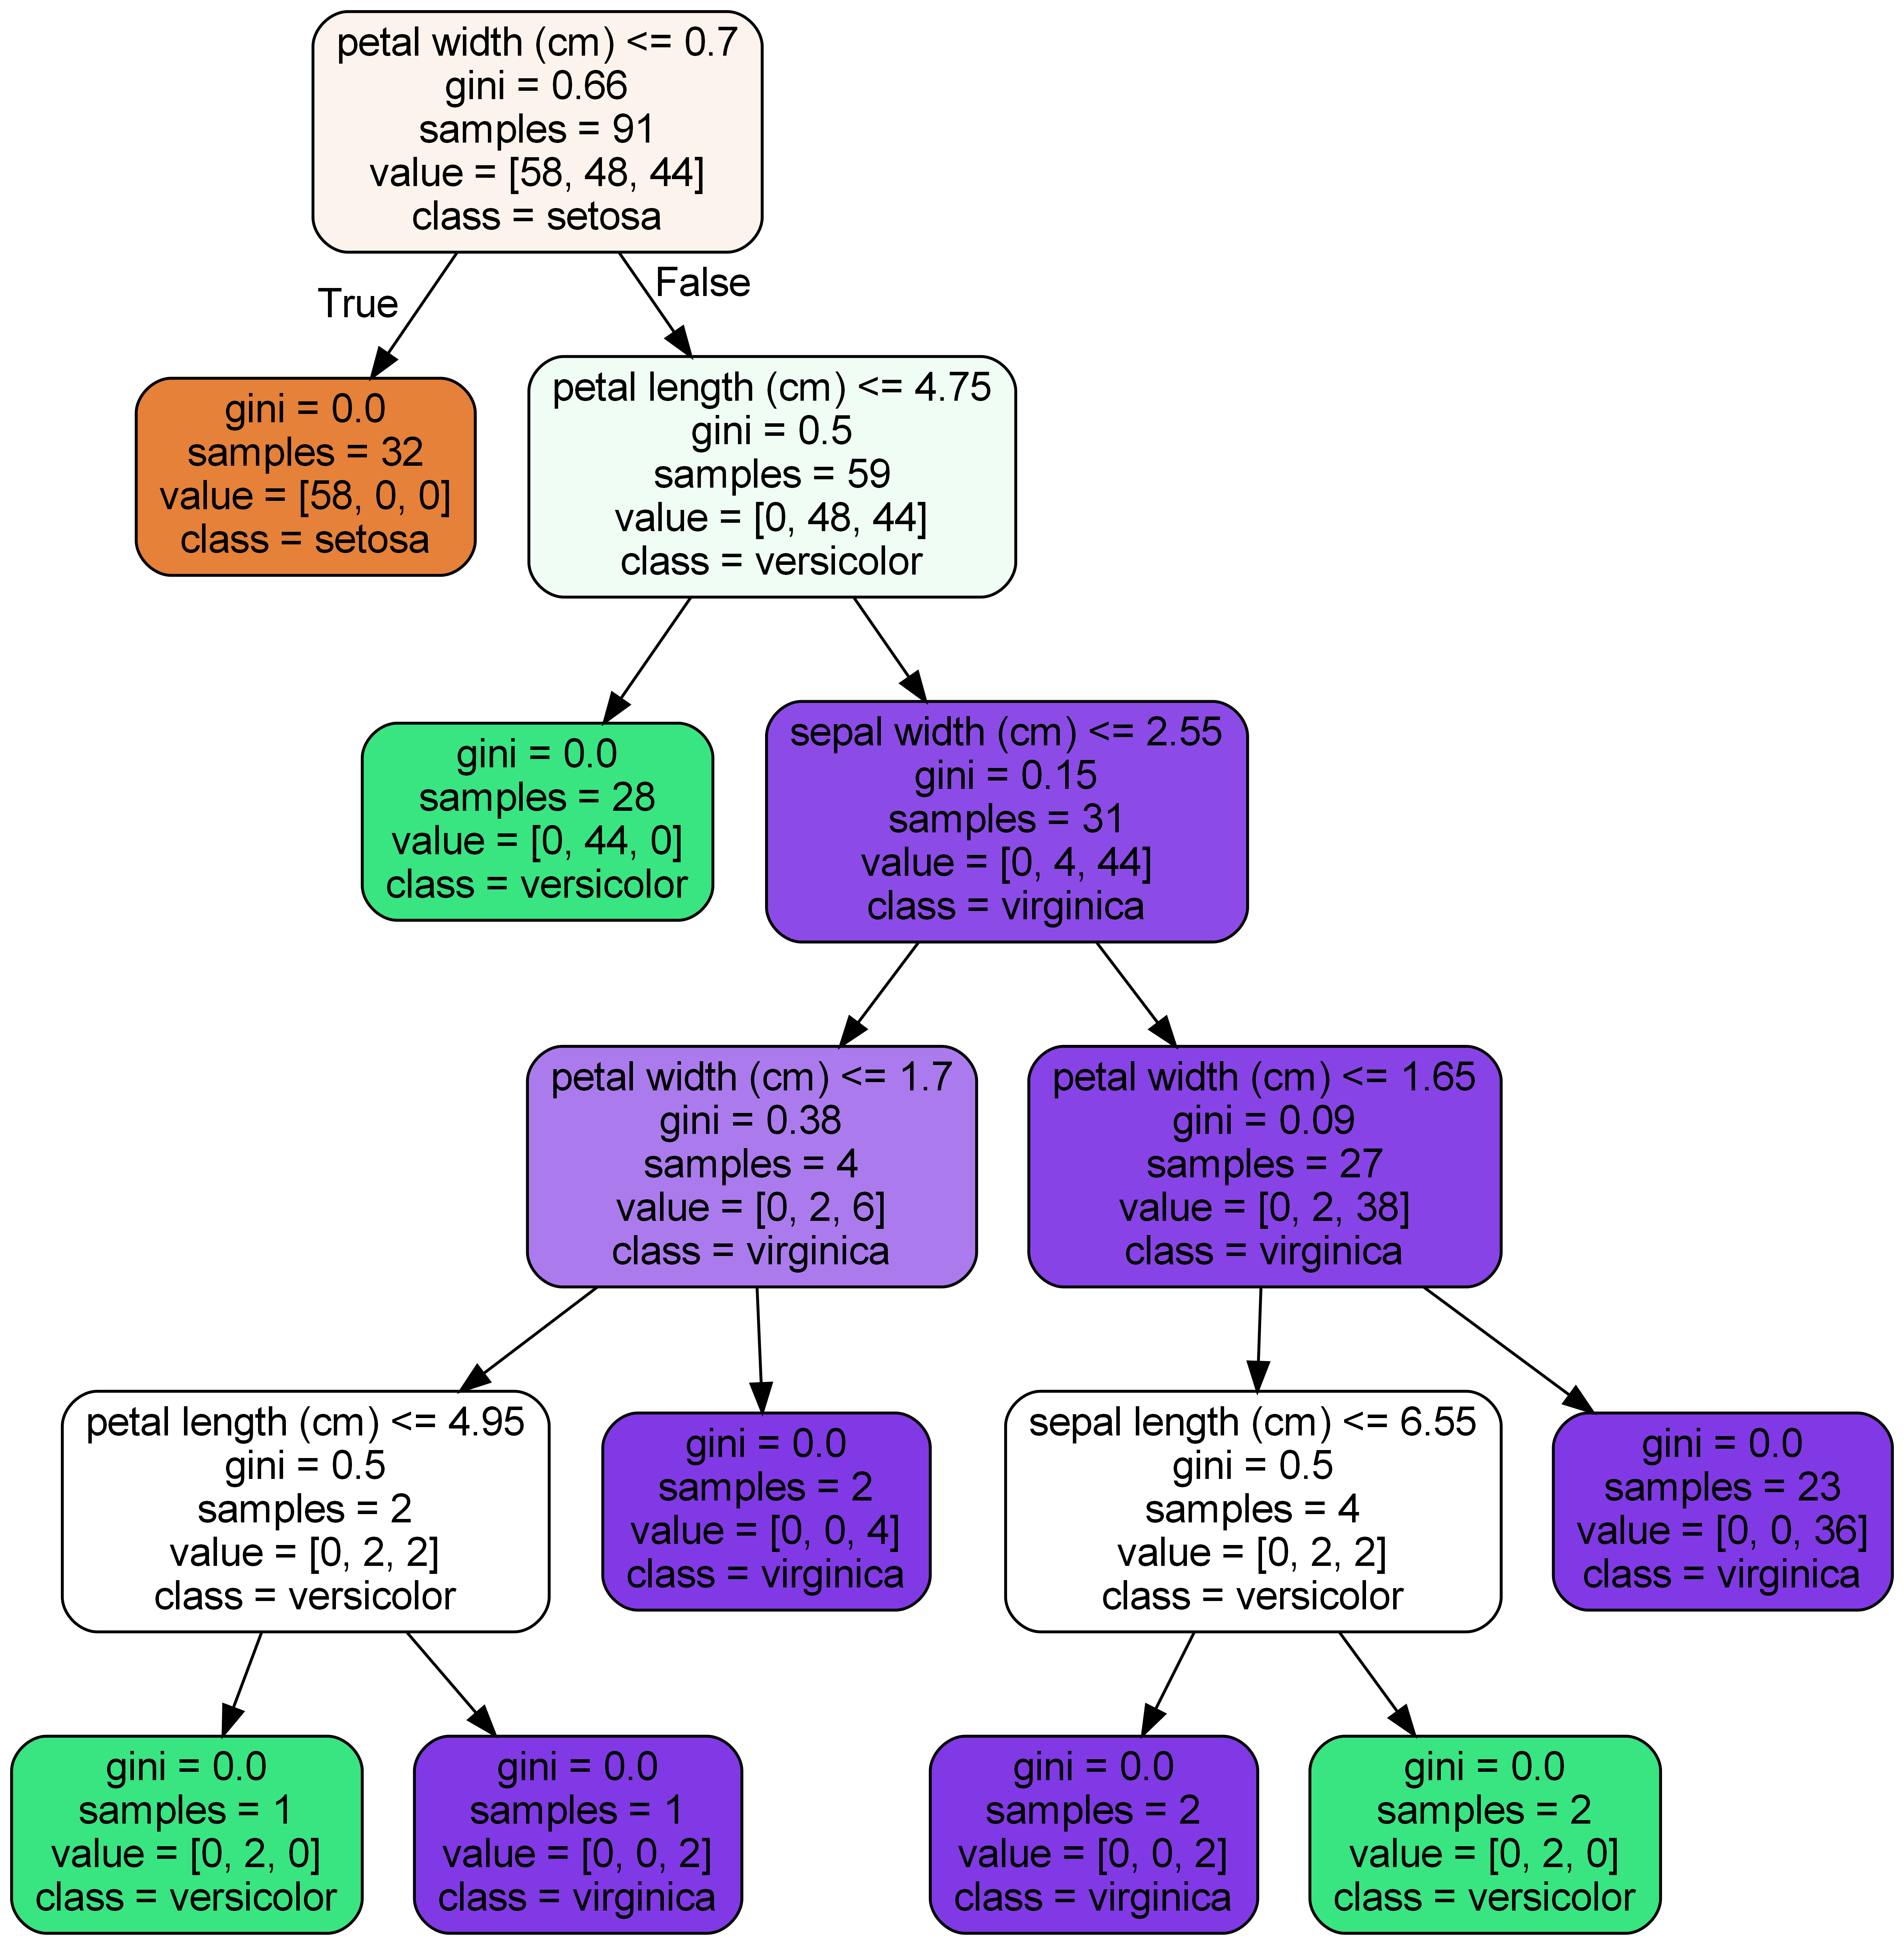 petal width (cm) <= 0.7
gini = 0.66
samples = 91
value = [58, 48, 44]
class = setosa
True
False
gini = 0.0
samples = 32
value = [58, 0, 0]
class = setosa
petal length (cm) <= 4.75
gini = 0.5
samples = 59
value = [0, 48, 44]
class = versicolor
gini = 0.0
samples = 28
value = [0, 44, 0]
class = versicolor
sepal width (cm) <= 2.55
gini = 0.15
samples = 31
value = [0, 4, 44]
class = virginica
petal width (cm) <= 1.7
gini = 0.38
samples = 4
value = [0, 2, 6]
class = virginica
petal width (cm) <= 1.65
gini = 0.09
samples = 27
value = [0, 2, 38]
class = virginica
petal length (cm) <= 4.95
gini = 0.5
samples = 2
value = [0, 2, 2]
class = versicolor
gini = 0.0
samples = 2
value = [0, 0, 4]
class = virginica
sepal length (cm) <= 6.55
gini = 0.5
samples = 4
value = [0, 2, 2]
class = versicolor
gini = 0.0
samples = 23
value = [0, 0, 36]
class = virginica
gini = 0.0
samples = 1
value = [0, 2, 0]
class = versicolor
gini = 0.0
samples = 1
value = [0, 0, 2]
class = virginica
gini = 0.0
samples = 2
value = [0, 0, 2]
class = virginica
gini = 0.0
samples = 2
value = [0, 2, 0]
class = versicolor